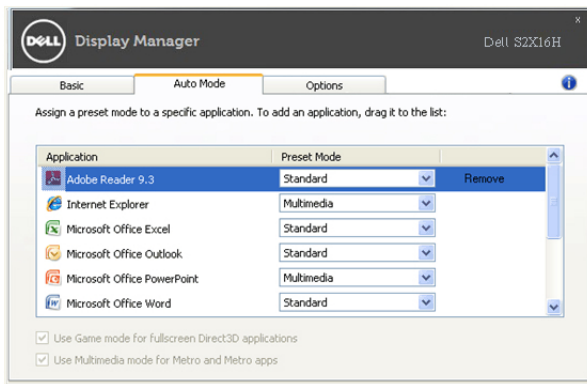 x
DELL Display Manager Dell S2X16H
Basic Auto Mode Options i
Assign a preset mode to a specific application. To add an application, drag it to the list:
Application Preset Mode
Adobe Reader 9.3 Standard Remove
Internet Explorer Multimedia
Microsoft Office Excel Standard
Microsoft Office Outlook Standard
Microsoft Office PowerPoint Multimedia
Microsoft Office Word Standard
Use Game mode for fullscreen Direct3D applications
Use Multimedia mode for Metro and Metro apps